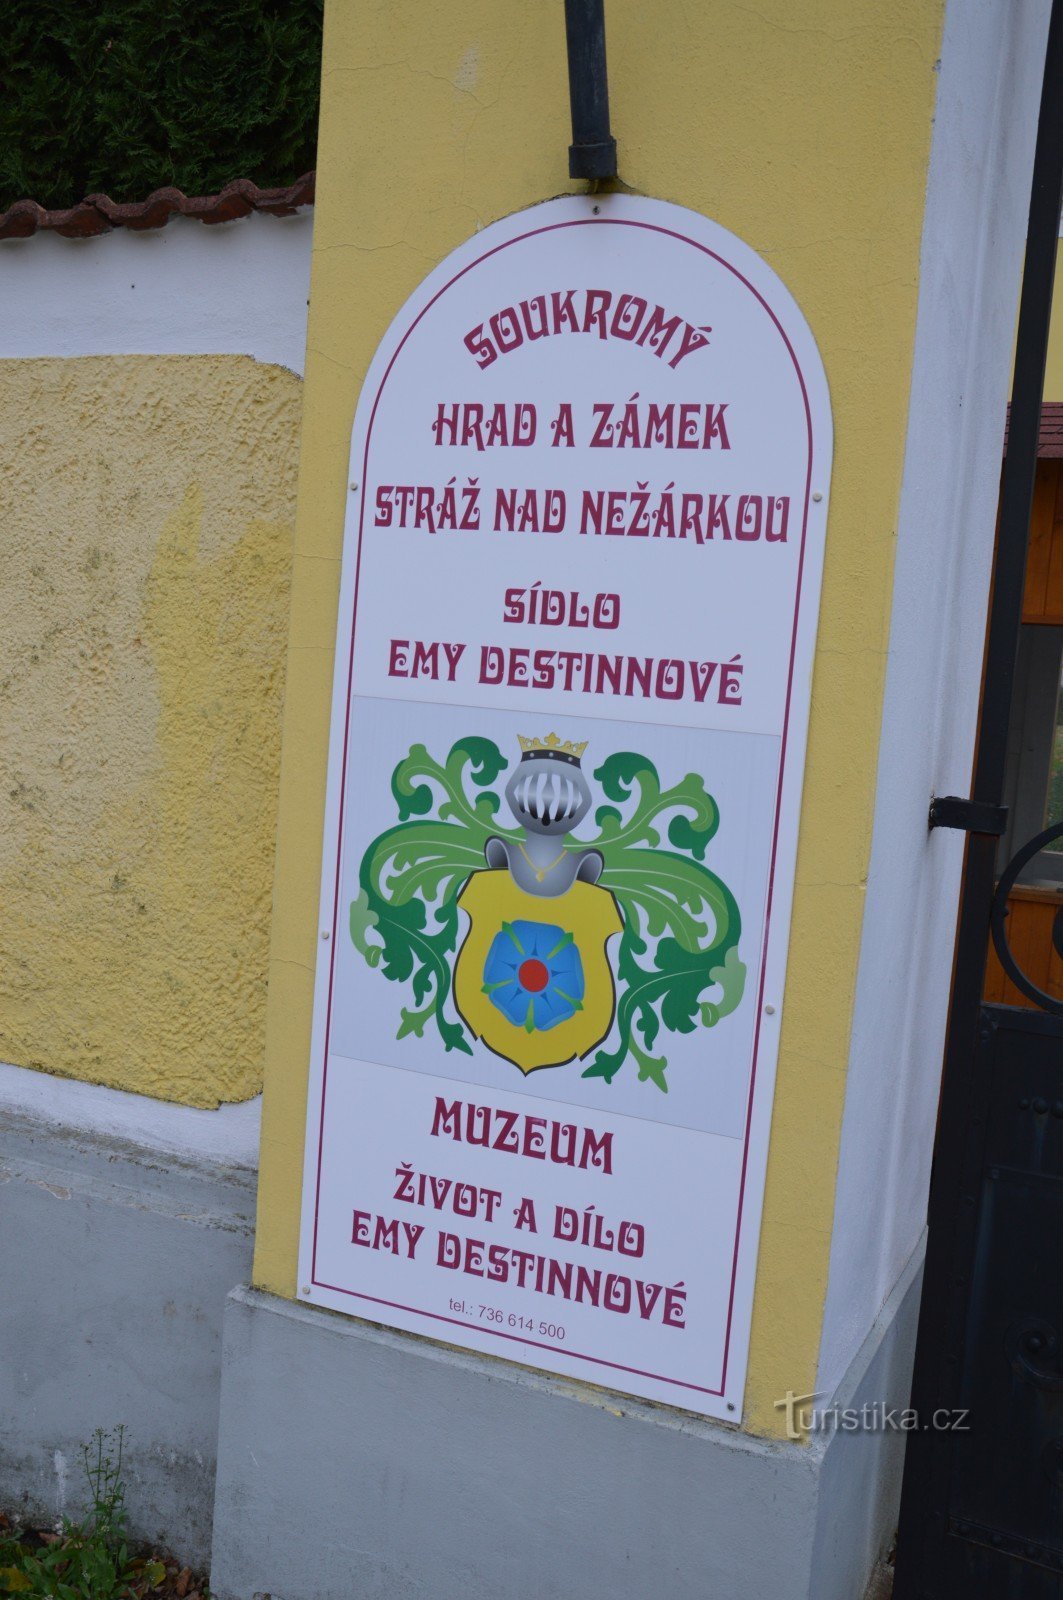 SOUKROMÝ
HRAD A ZÁMEK
STRÁŽ NAD NEŽÁRKOU
SÍDLO
EMY DESTINNOVÉ
MUZEUM
ŽIVOT A DÍLO
EMY DESTINNOVÉ
tel.: 736 614 500
Turistika.cz